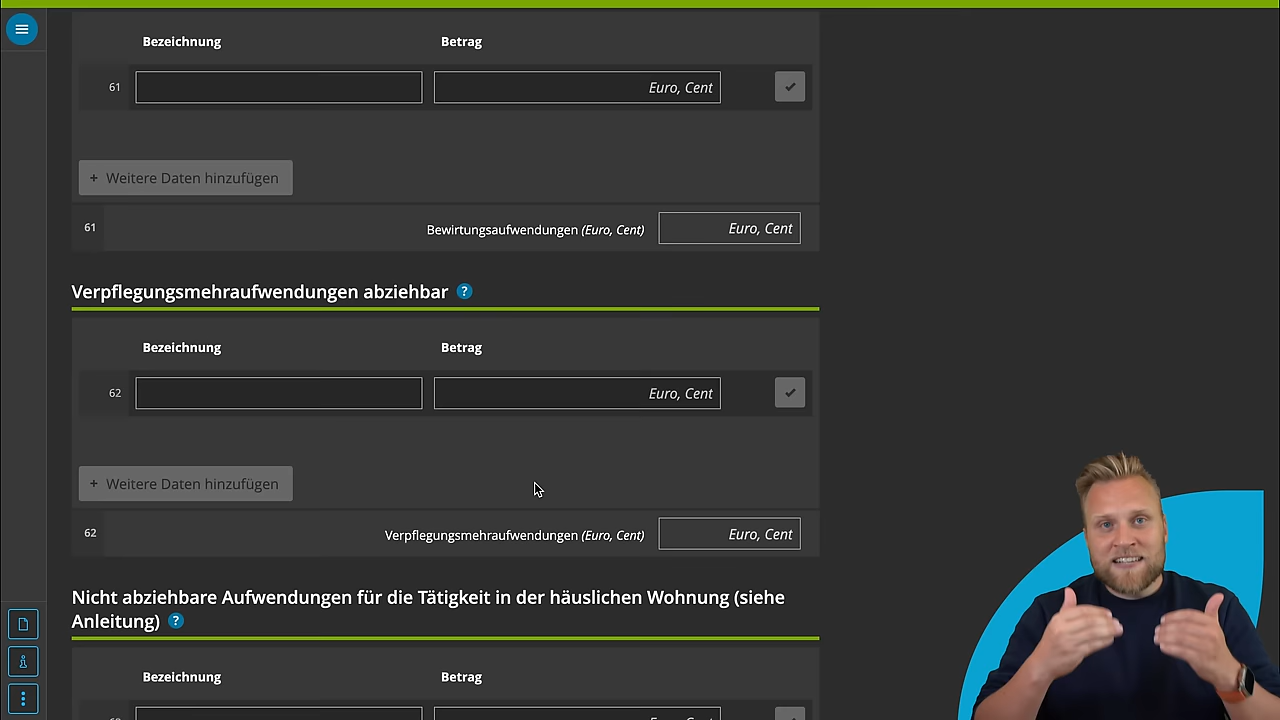 Bezeichnung Betrag
61 Euro, Cent
+ Weitere Daten hinzufügen
61 Bewirtungsaufwendungen (Euro, Cent) Euro, Cent
Verpflegungsmehraufwendungen abziehbar ?
Bezeichnung Betrag
62 Euro, Cent
+ Weitere Daten hinzufügen
62 Verpflegungsmehraufwendungen (Euro, Cent) Euro, Cent
Nicht abziehbare Aufwendungen für die Tätigkeit in der häuslichen Wohnung (siehe
Anleitung) ?
Bezeichnung Betrag